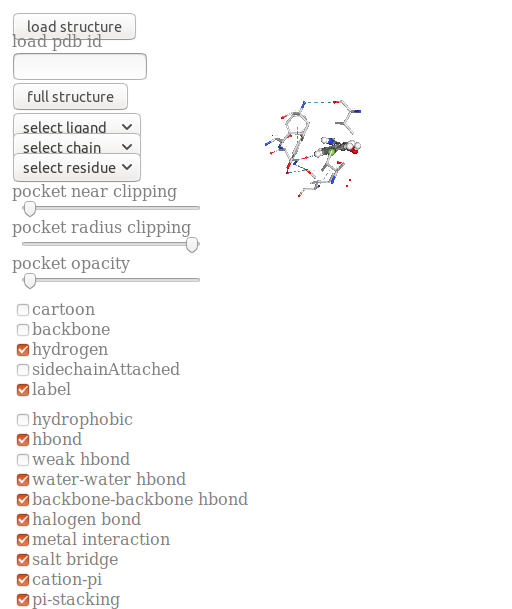 load structure
load pdb id
full structure
select ligand
select chain
select residue
pocket near clipping
pocket radius clipping
pocket opacity
cartoon
backbone
hydrogen
sidechainAttached
label
hydrophobic
hbond
weak hbond
water-water hbond
backbone-backbone hbond
halogen bond
metal interaction
salt bridge
cation-pi
pi-stacking